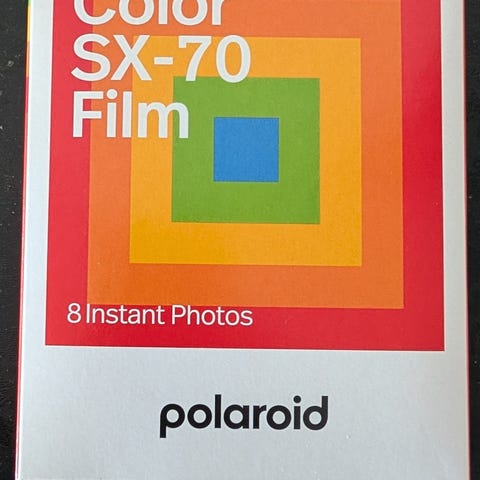 Color
SX-70
Film
8 Instant Photos
polaroid